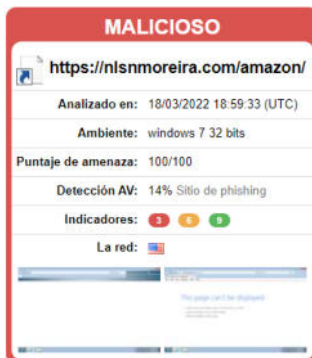 MALICIOSO
https://nlsnmoreira.com/amazon/
Analizado en: 18/03/2022 18:59:33 (UTC)
Ambiente: windows 7 32 bits
Puntaje de amenaza: 100/100
Detección AV: 14% Sitio de phishing
Indicadores: 3 6 9
La red:
This page can't be displayed